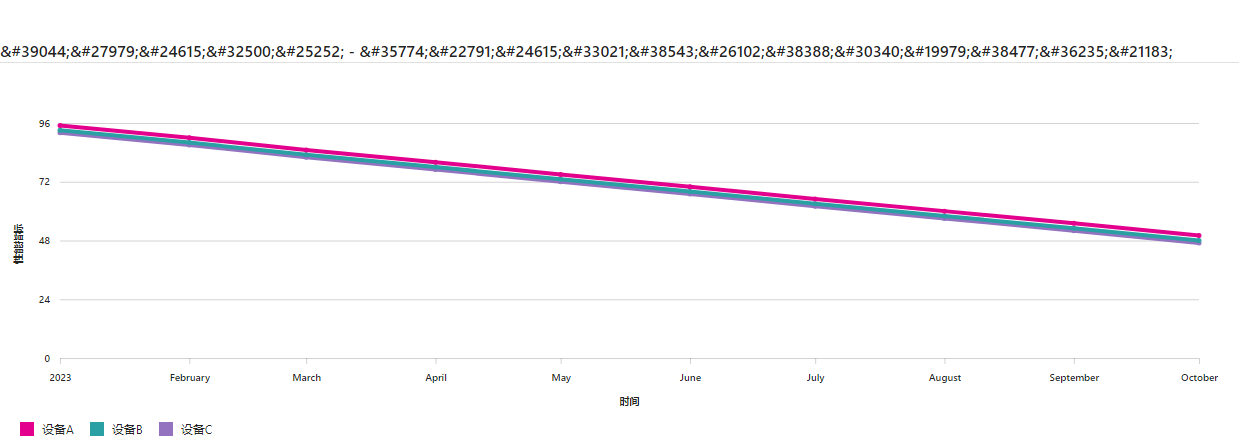 &#39044;&#27979;&#24615;&#32500;&#25252; - &#35774;&#22791;&#24615;&#33021;&#38543;&#26102;&#38388;&#30340;&#19979;&#38477;&#36235;&#21183;
96
72
48
24
0
性能指标
2023 February March April May June July August September October
时间
设备A 设备B 设备C